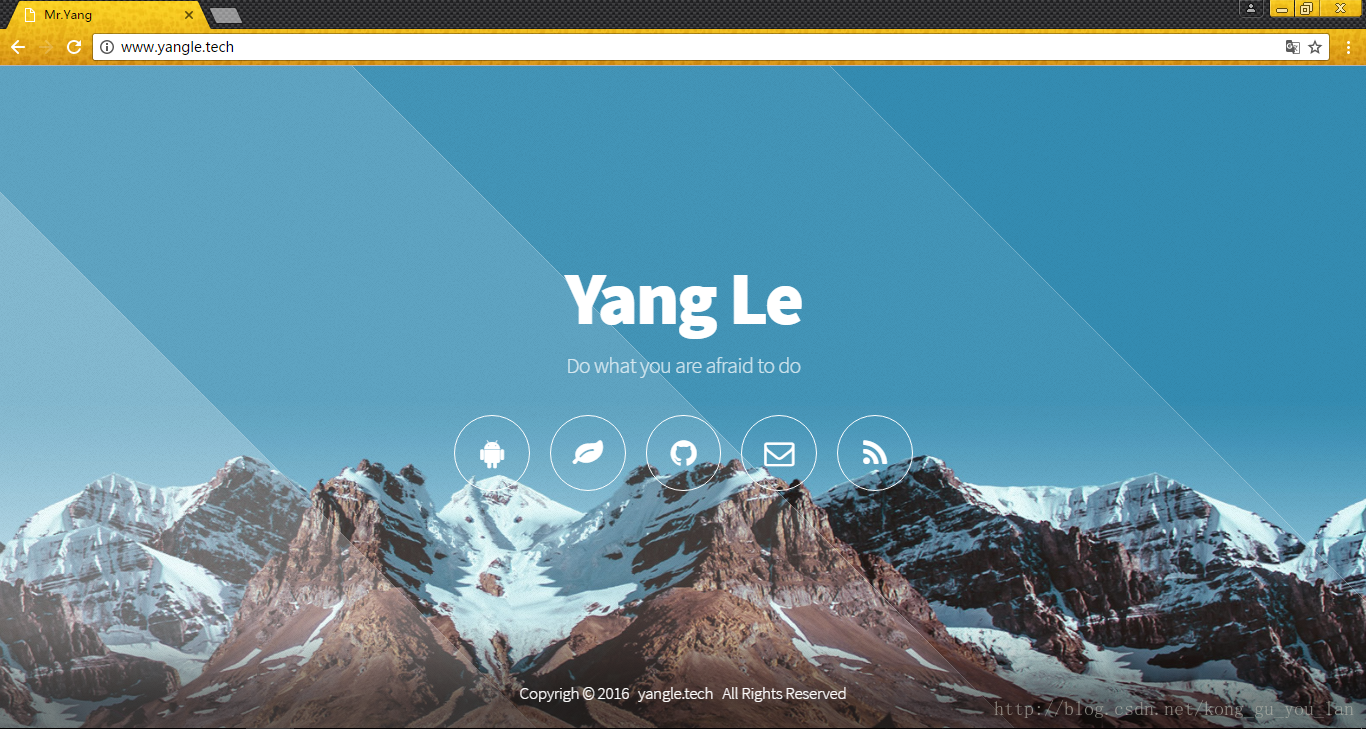 Mr.Yang
www.yangle.tech
Yang Le
Do what you are afraid to do
Copyrigh © 2016 yangle.tech All Rights Reserved
http://blog.csdn.net/kong_gu_you_lan